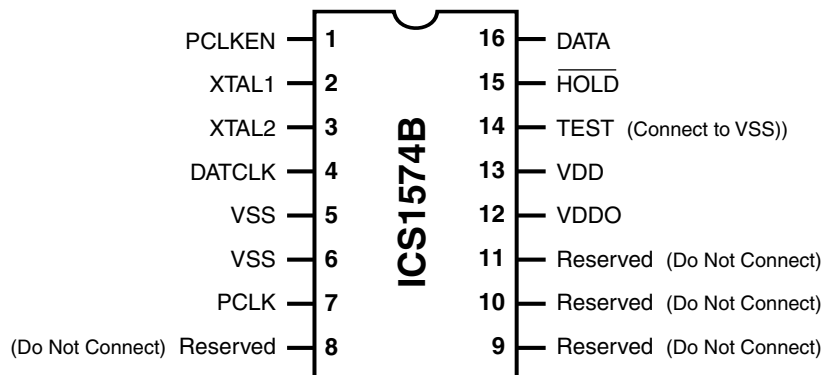 PCLKEN 1 16 DATA
XTAL1 2 15 HOLD
XTAL2 3 14 TEST (Connect to VSS))
DATCLK 4 13 VDD
VSS 5 12 VDDO
VSS 6 11 Reserved (Do Not Connect)
PCLK 7 10 Reserved (Do Not Connect)
(Do Not Connect) Reserved 8 9 Reserved (Do Not Connect)
ICS1574B